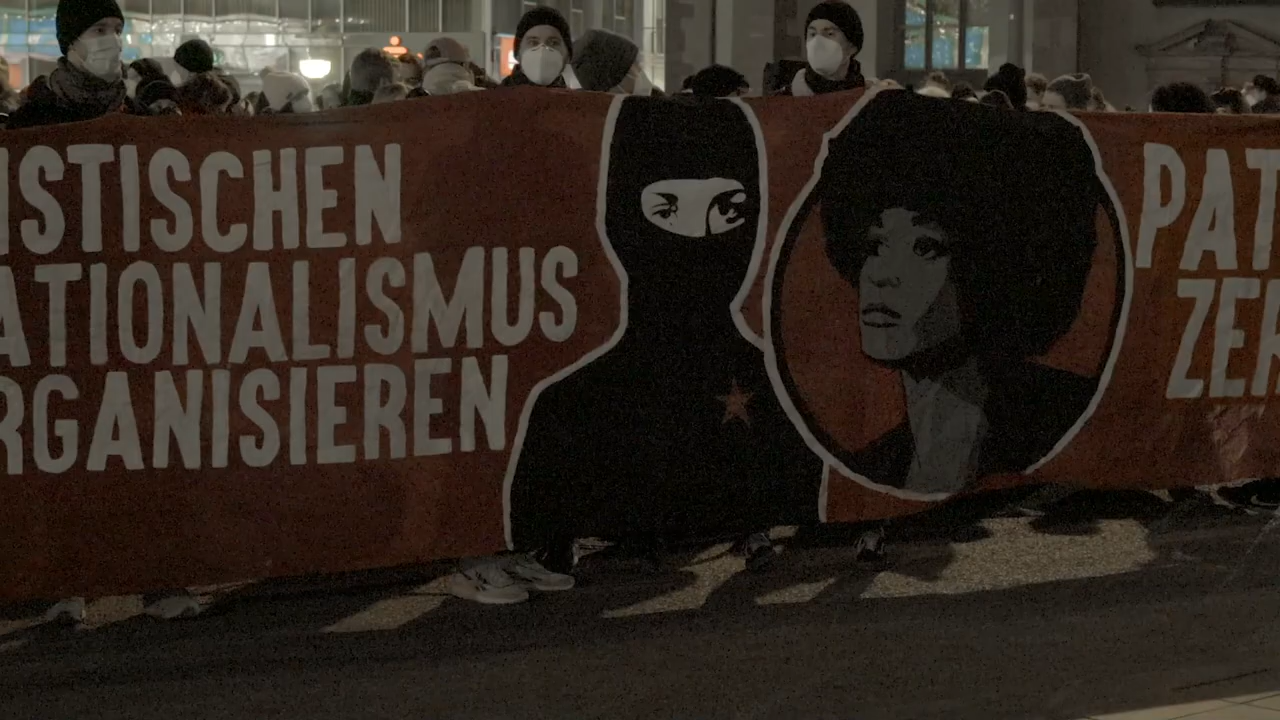 ISTISCHEN
ATIONALISMUS
RGANISIEREN
PAT
ZER